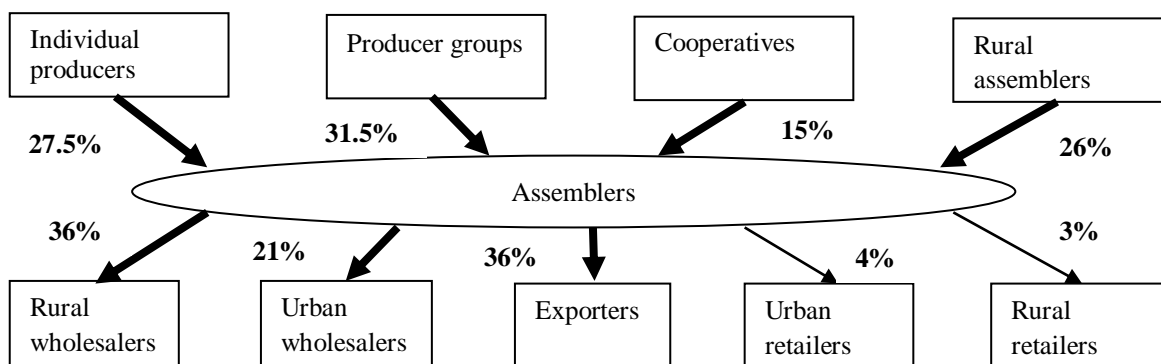 Individual
producers
Producer groups
Cooperatives
Rural
assemblers
27.5%
31.5%
15%
26%
Assemblers
36%
21%
36%
4%
3%
Rural
wholesalers
Urban
wholesalers
Exporters
Urban
retailers
Rural
retailers